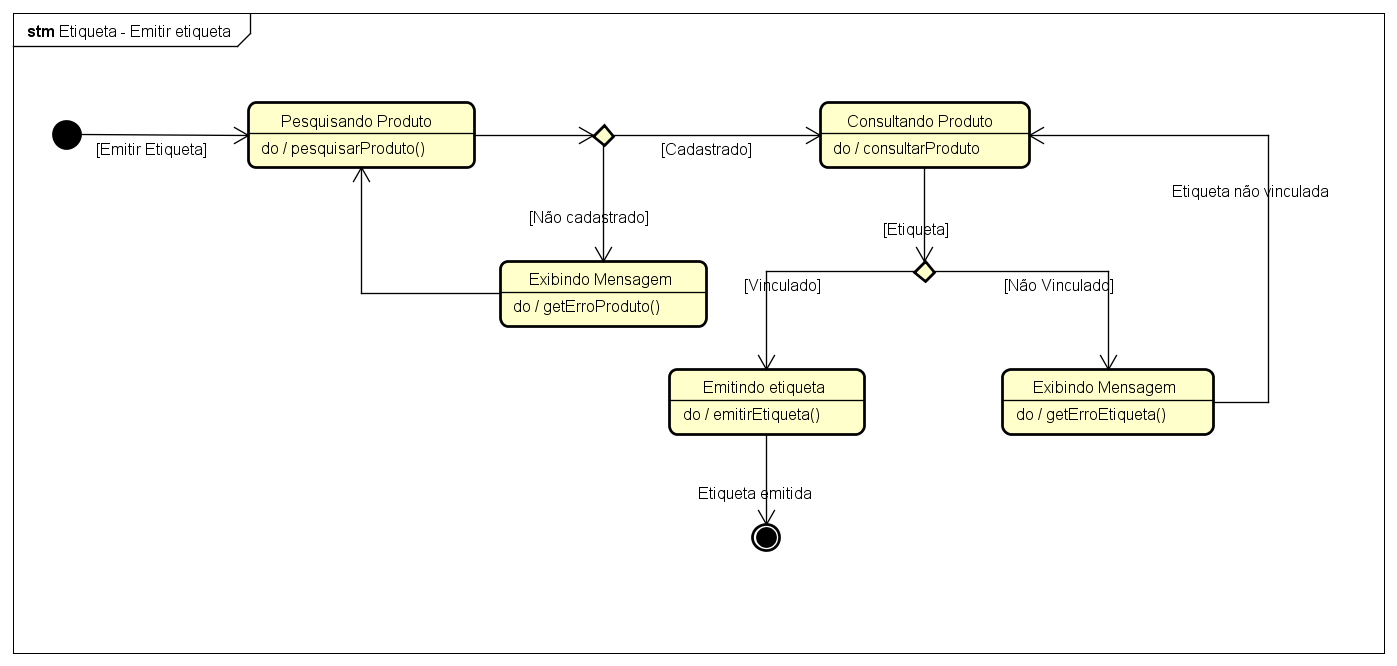 stm Etiqueta - Emitir etiqueta
Pesquisando Produto
do / pesquisarProduto()
[Emitir Etiqueta]
[Cadastrado]
Consultando Produto
do / consultarProduto
Etiqueta não vinculada
[Não cadastrado]
[Etiqueta]
Exibindo Mensagem
do / getErroProduto()
[Vinculado]
[Não Vinculado]
Emitindo etiqueta
do / emitirEtiqueta()
Exibindo Mensagem
do / getErroEtiqueta()
Etiqueta emitida